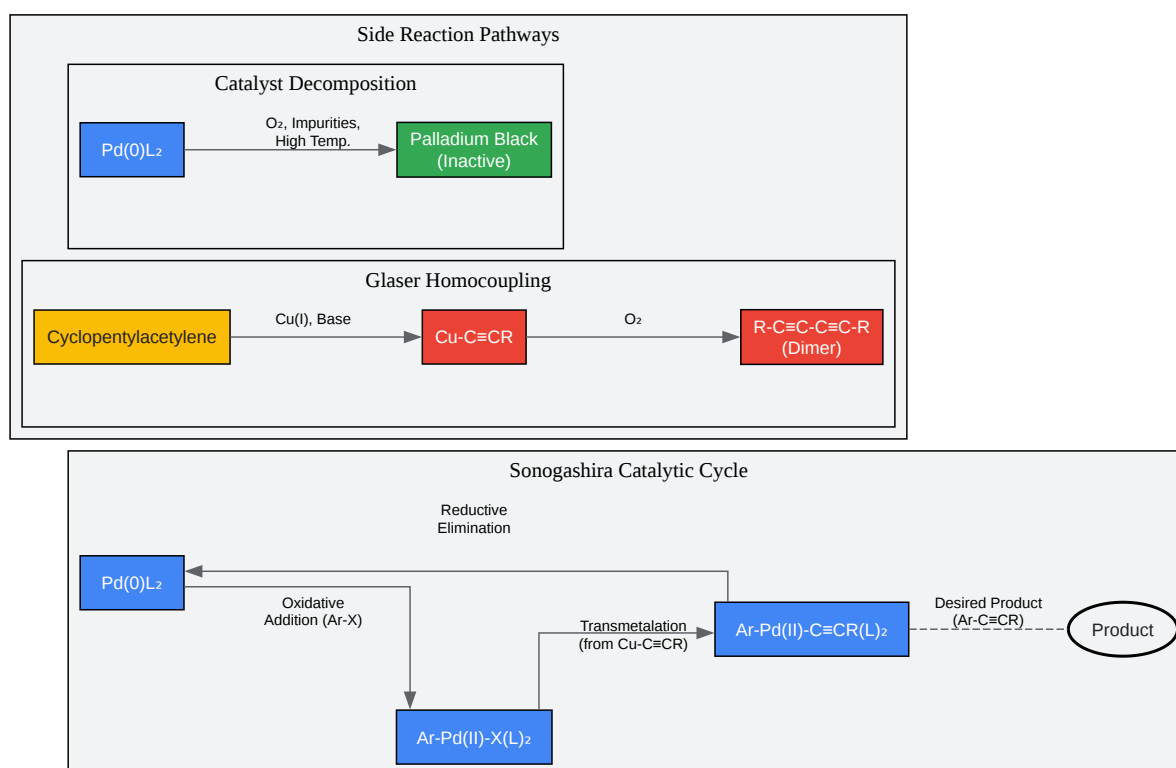 Side Reaction Pathways
Catalyst Decomposition
Pd(0)L₂
O₂, Impurities,
High Temp.
Palladium Black
(Inactive)
Glaser Homocoupling
Cyclopentylacetylene
Cu(I), Base
Cu-C≡CR
O₂
R-C≡C-C≡C-R
(Dimer)
Sonogashira Catalytic Cycle
Reductive
Elimination
Pd(0)L₂
Oxidative
Addition (Ar-X)
Transmetalation
(from Cu-C≡CR)
Ar-Pd(II)-C≡CR(L)₂
Desired Product
(Ar-C≡CR)
Product
Ar-Pd(II)-X(L)₂